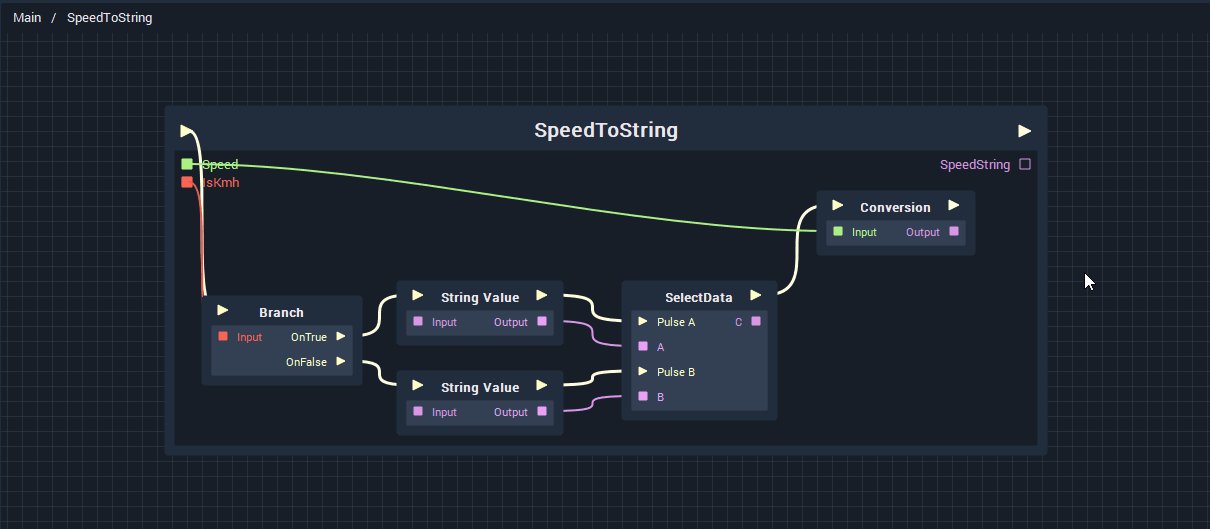 Main / SpeedToString
SpeedToString
Speed
SpeedString
IsKmh
Conversion
Input Output
Branch
Input OnTrue
OnFalse
String Value
Input Output
String Value
Input Output
SelectData
Pulse A C
A
Pulse B
B